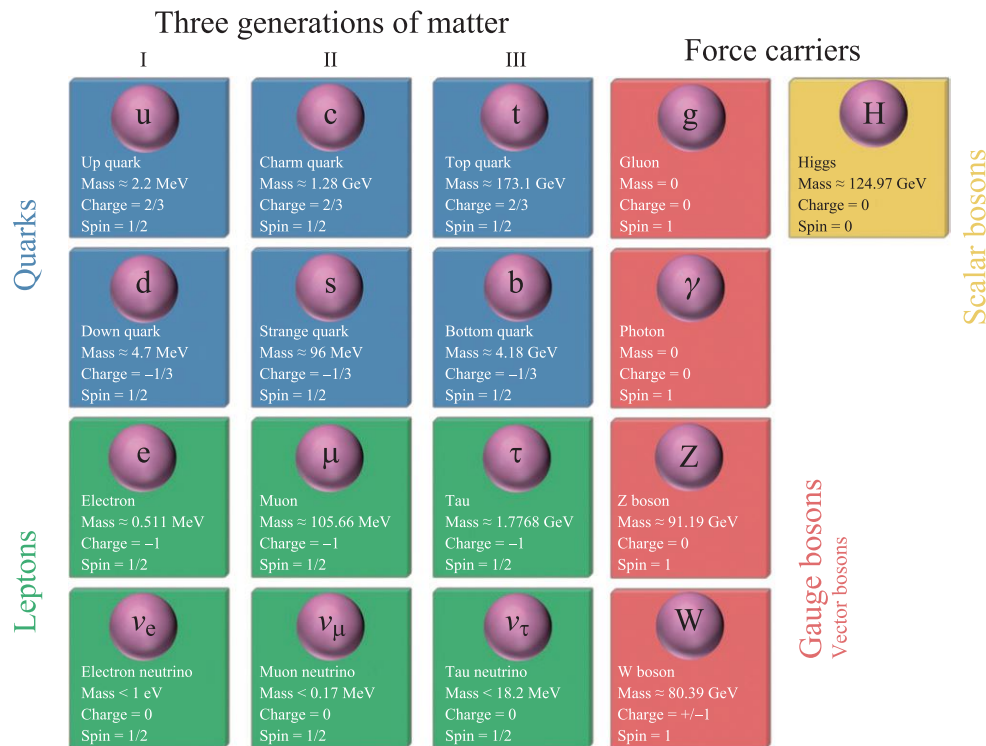 Three generations of matter
I
II
III
Force carriers
Quarks
Leptons
u
Up quark
Mass ≈ 2.2 MeV
Charge = 2/3
Spin = 1/2
c
Charm quark
Mass ≈ 1.28 GeV
Charge = 2/3
Spin = 1/2
t
Top quark
Mass ≈ 173.1 GeV
Charge = 2/3
Spin = 1/2
g
Gluon
Mass = 0
Charge = 0
Spin = 1
H
Higgs
Mass ≈ 124.97 GeV
Charge = 0
Spin = 0
d
Down quark
Mass ≈ 4.7 MeV
Charge = –1/3
Spin = 1/2
s
Strange quark
Mass ≈ 96 MeV
Charge = –1/3
Spin = 1/2
b
Bottom quark
Mass ≈ 4.18 GeV
Charge = –1/3
Spin = 1/2
γ
Photon
Mass = 0
Charge = 0
Spin = 1
e
Electron
Mass ≈ 0.511 MeV
Charge = –1
Spin = 1/2
μ
Muon
Mass ≈ 105.66 MeV
Charge = –1
Spin = 1/2
τ
Tau
Mass ≈ 1.7768 GeV
Charge = –1
Spin = 1/2
Z
Z boson
Mass ≈ 91.19 GeV
Charge = 0
Spin = 1
νe
Electron neutrino
Mass < 1 eV
Charge = 0
Spin = 1/2
νμ
Muon neutrino
Mass < 0.17 MeV
Charge = 0
Spin = 1/2
ντ
Tau neutrino
Mass < 18.2 MeV
Charge = 0
Spin = 1/2
W
W boson
Mass ≈ 80.39 GeV
Charge = +/–1
Spin = 1
Scalar bosons
Gauge bosons
Vector bosons